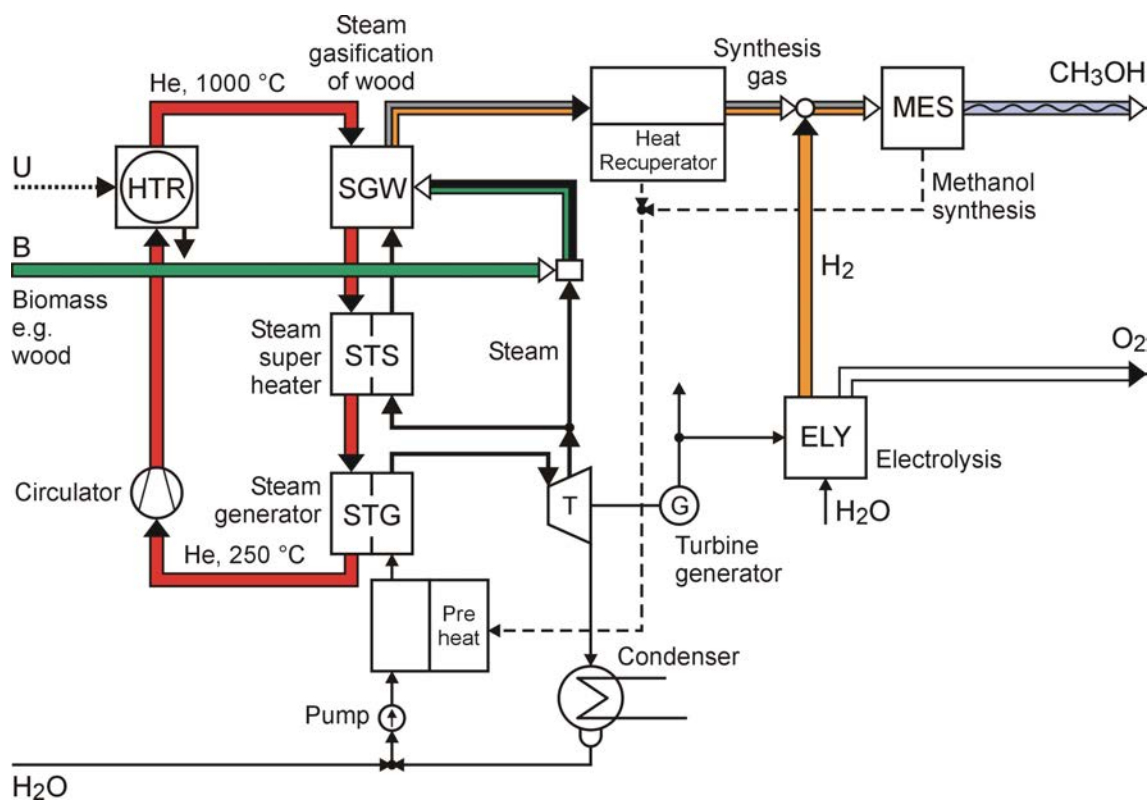 Steam
gasification
of wood
Synthesis
gas
CH3OH
He, 1000 °C
MES
Heat
Recuperator
U
HTR
SGW
Methanol
synthesis
B
H2
Biomass
e.g.
wood
Steam
super
heater
STS
Steam
O2
ELY
Electrolysis
Circulator
Steam
generator
STG
T
G
H2O
He, 250 °C
Turbine
generator
Pre
heat
Condenser
Pump
H2O